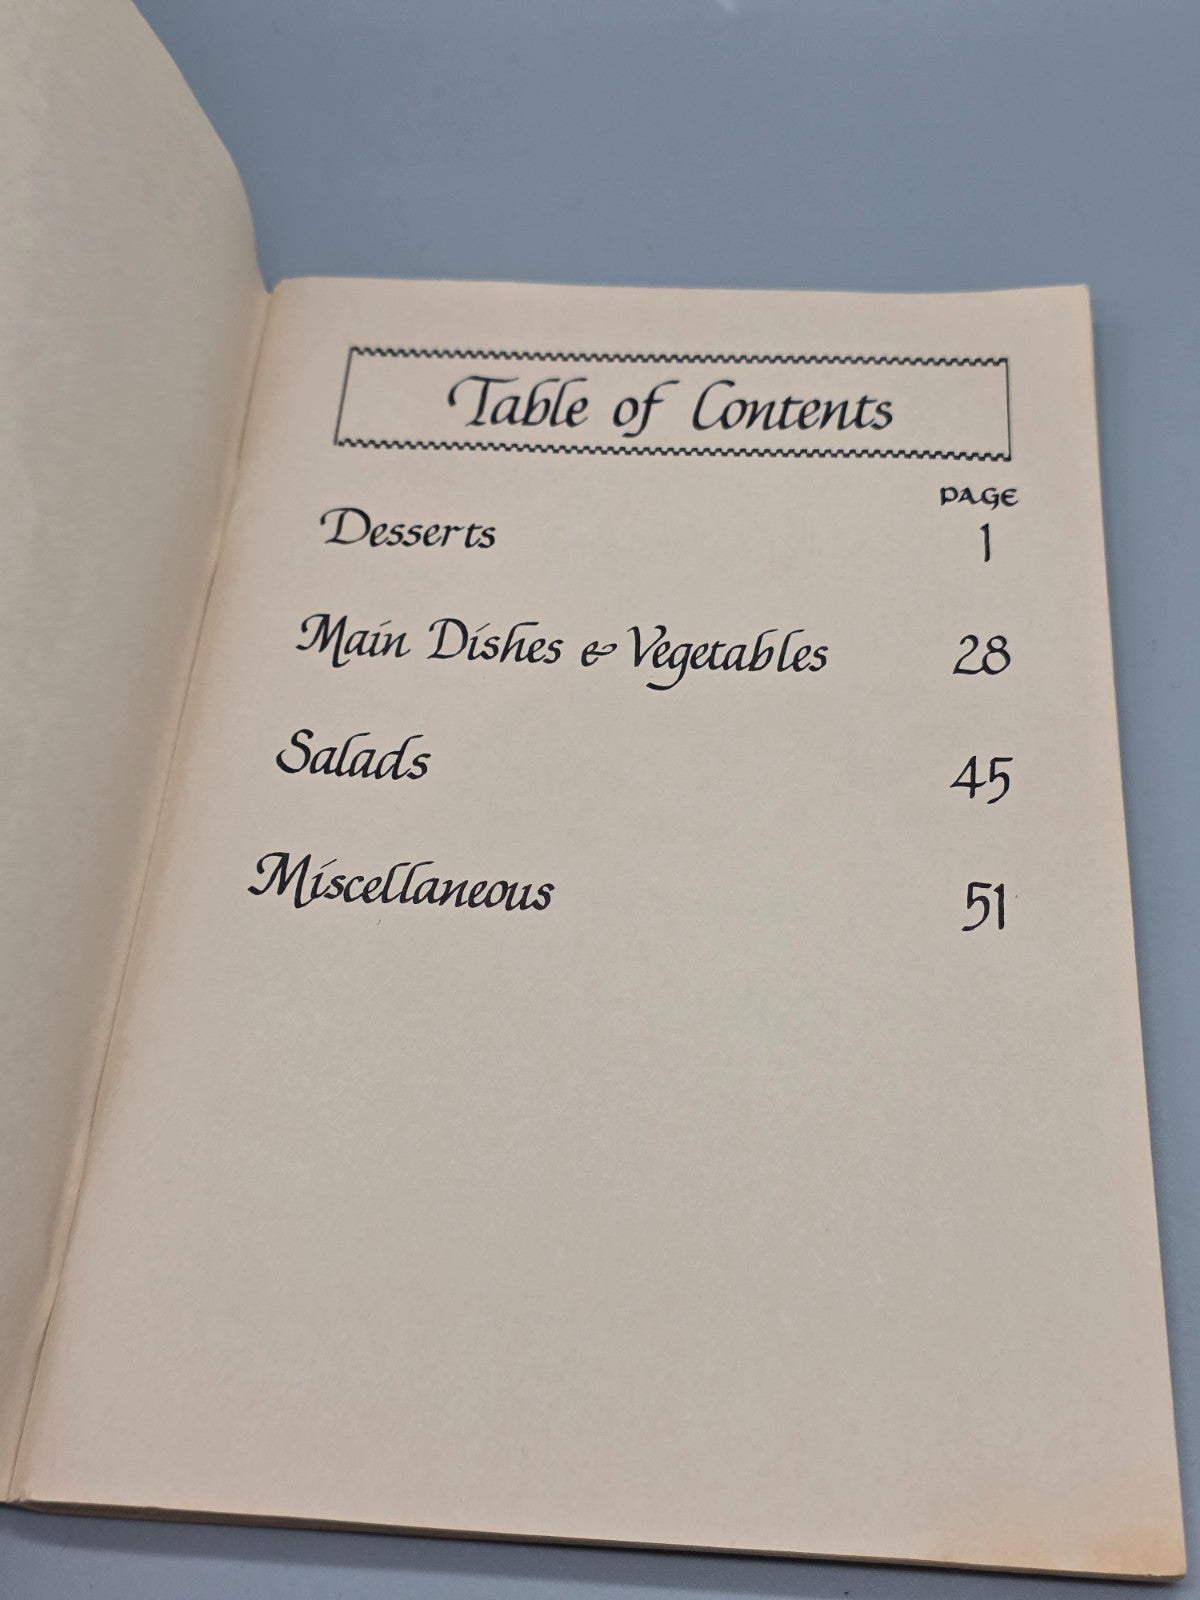 Table of Contents
PAGE
Desserts 1
Main Dishes & Vegetables 28
Salads 45
Miscellaneous 51